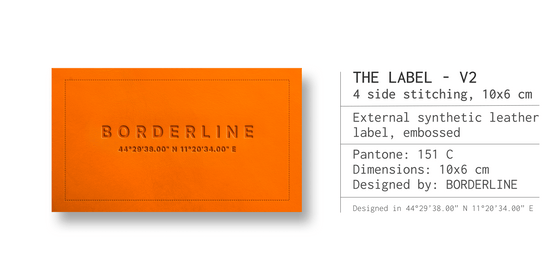 BORDERLINE
44°29'38.00" N 11°20'34.00" E
THE LABEL - V2
4 side stitching, 10x6 cm
External synthetic leather
label, embossed
Pantone: 151 C
Dimensions: 10x6 cm
Designed by: BORDERLINE
Designed in 44°29'38.00" N 11°20'34.00" E